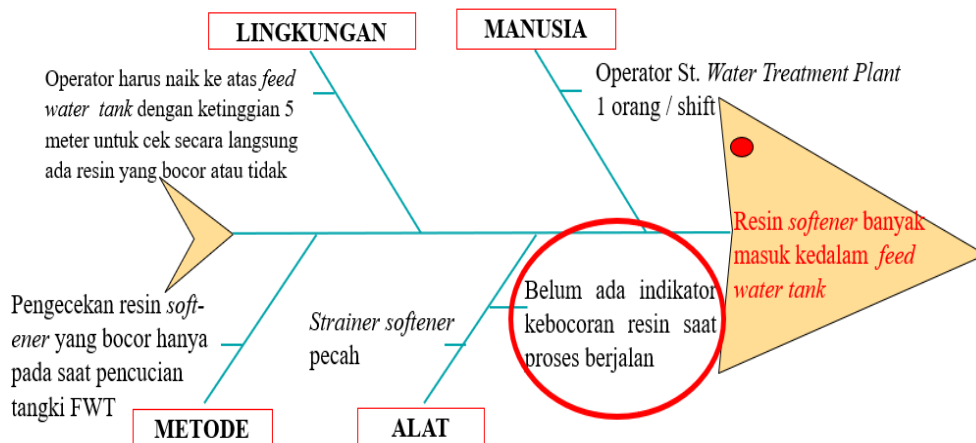 LINGKUNGAN
MANUSIA
Operator harus naik ke atas feed
water tank dengan ketinggian 5
meter untuk cek secara langsung
ada resin yang bocor atau tidak
Operator St. Water Treatment Plant
1 orang / shift
Resin softener banyak
masuk kedalam feed
water tank
Pengecekan resin soft-
ener yang bocor hanya
pada saat pencucian
tangki FWT
Strainer softener
pecah
Belum ada indikator
kebocoran resin saat
proses berjalan
METODE
ALAT